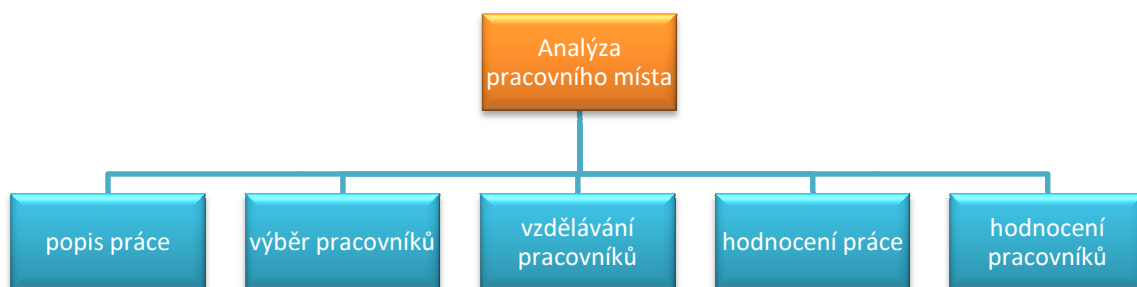 Analýza
pracovního místa
popis práce
výběr pracovníků
vzdělávání
pracovníků
hodnocení práce
hodnocení
pracovníků